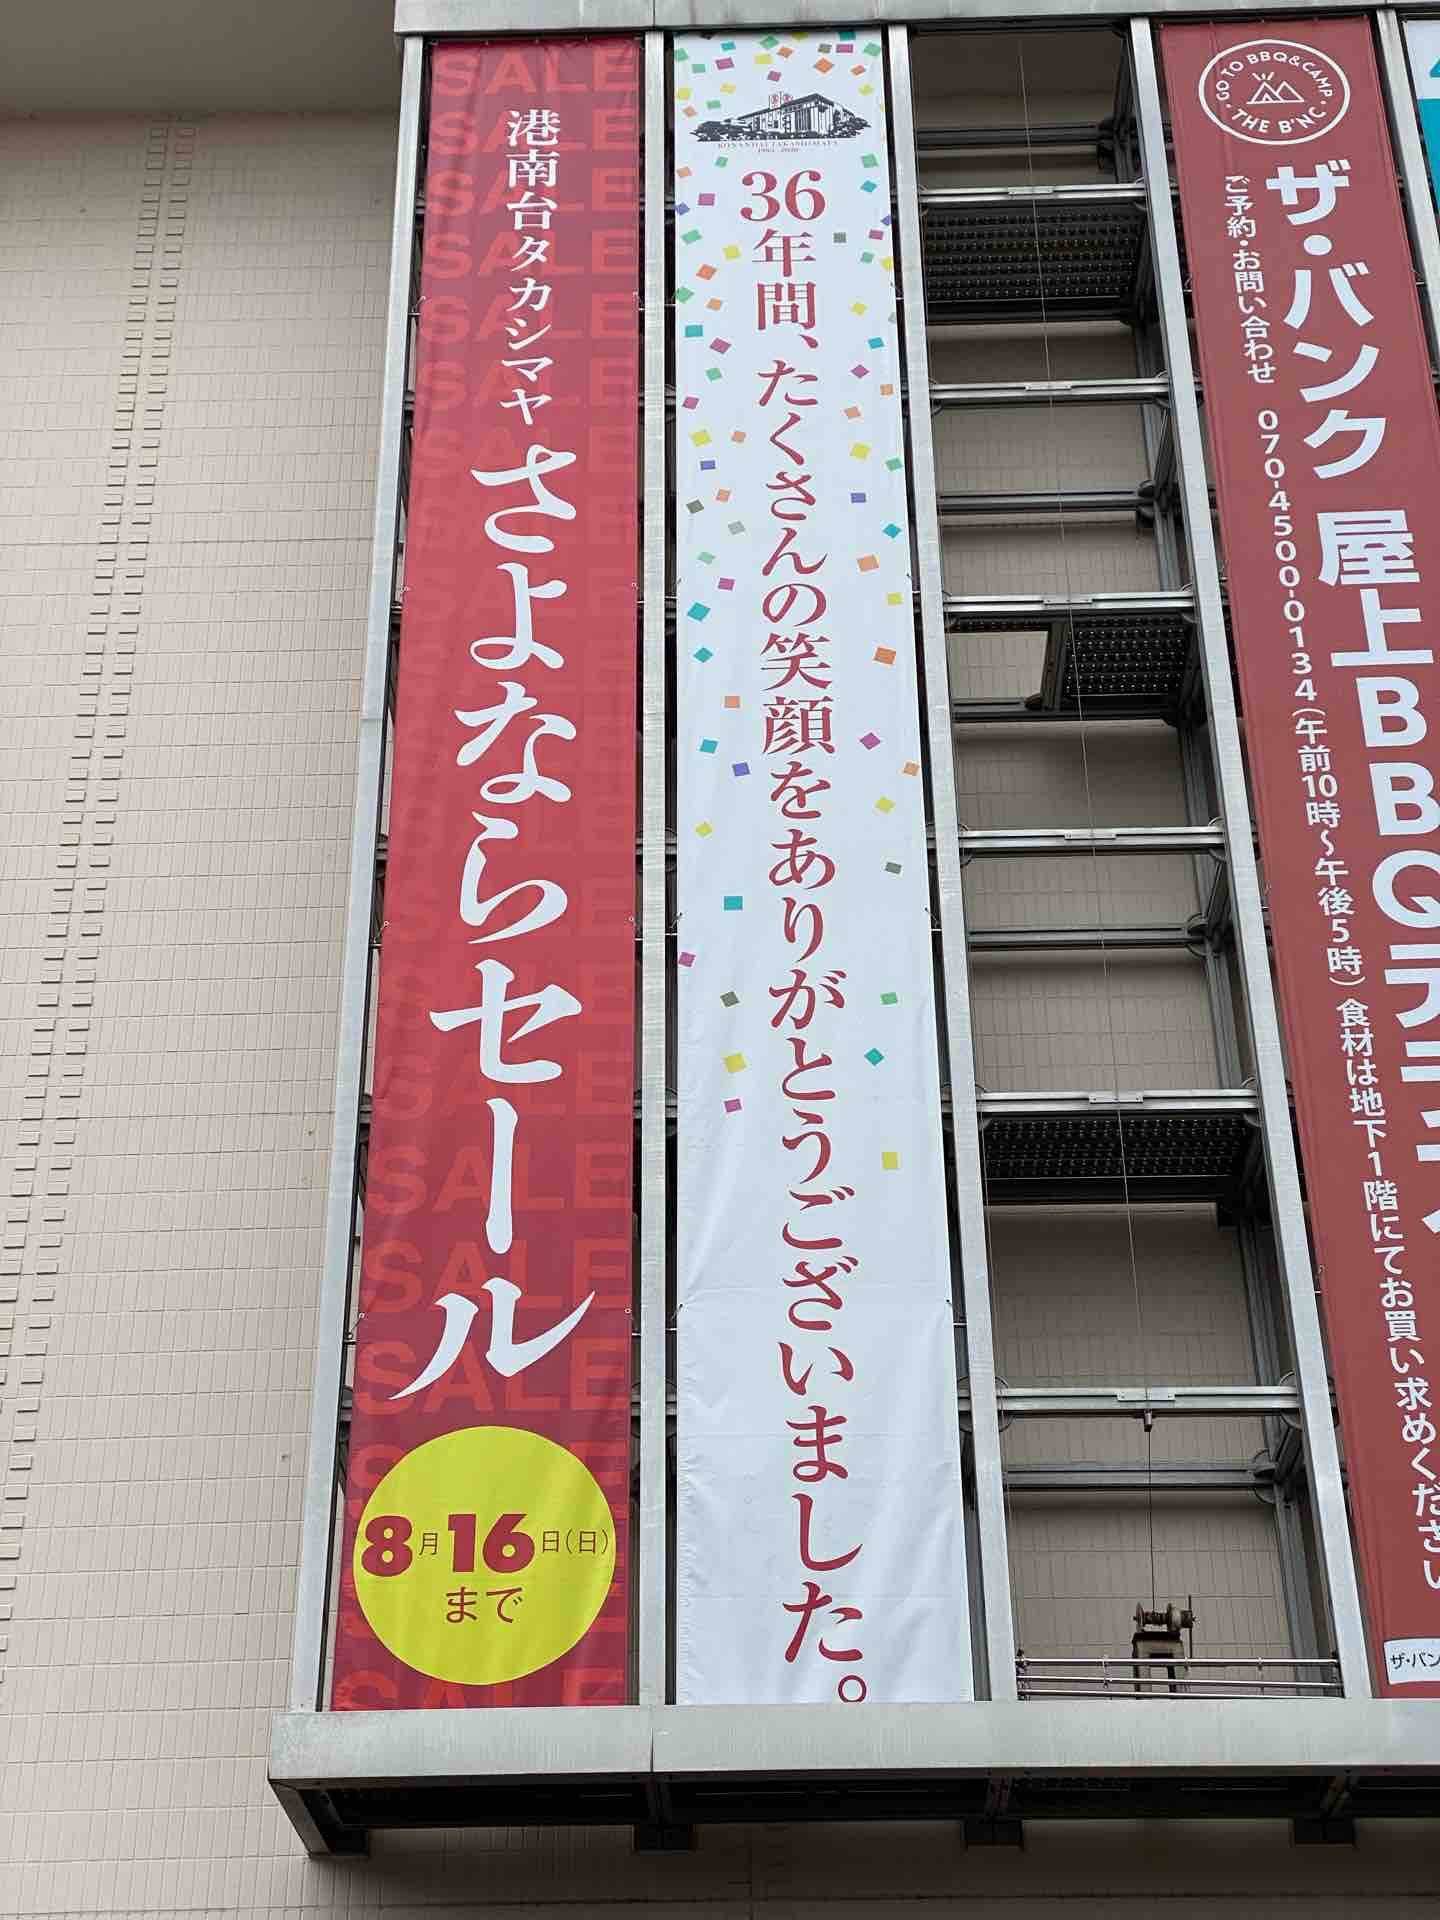 SALE
港南台タカシマヤ
さよならセール
8月16日(日)
まで
KONANDAI TAKASHIMAYA
1983-2020
36年間、たくさんの笑顔をありがとうございました。
GO TO BBQ&CAMP
THE B'NC
ザ・バンク 屋上BBQテラ
ご予約・お問い合わせ 070-4500-0134(午前10時〜午後5時) 食材は地下1階にてお買い求めください
ザ・バン